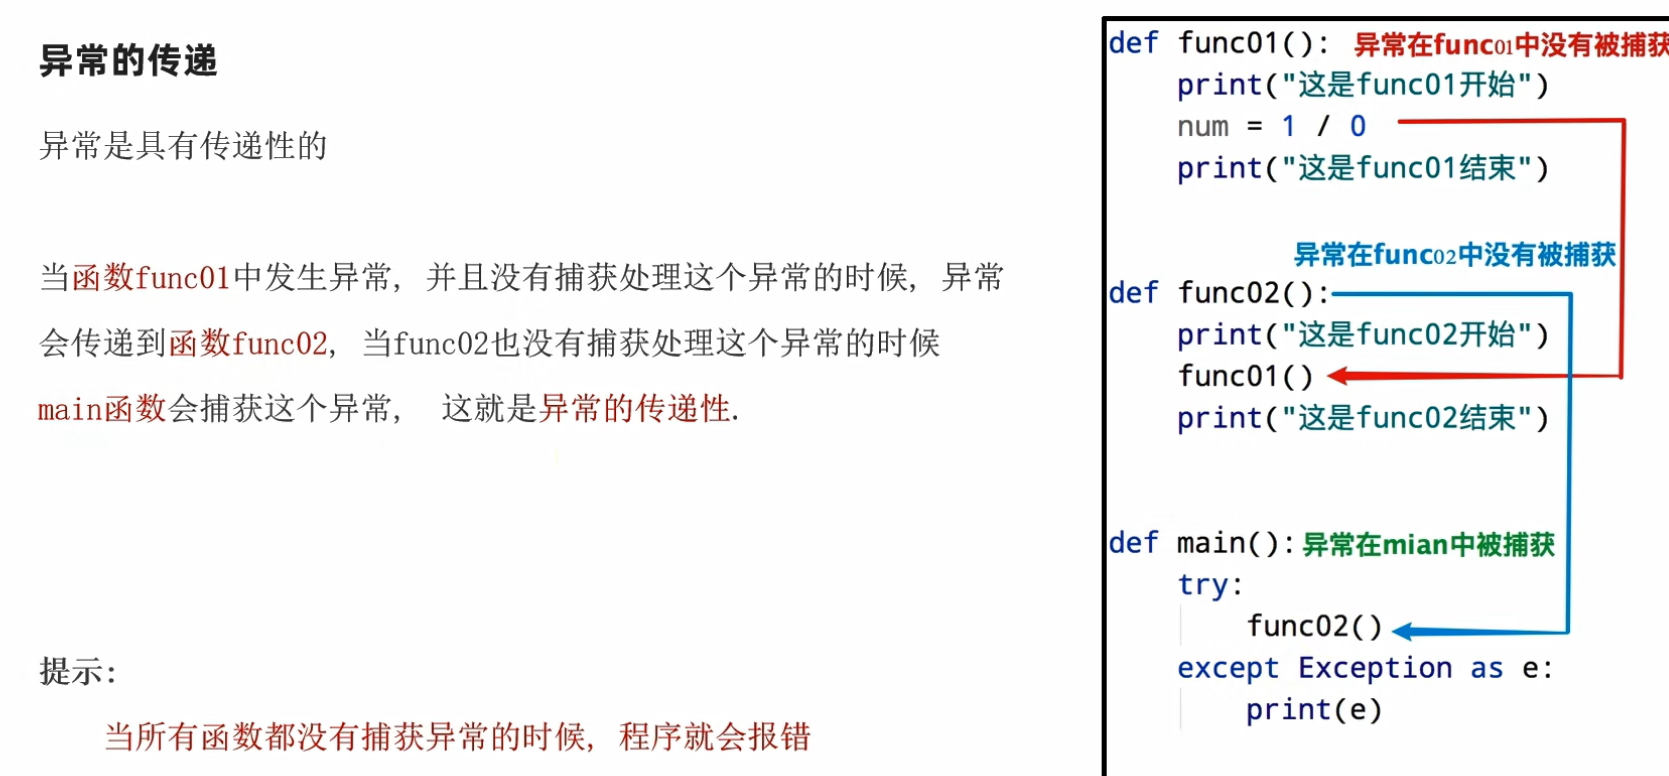 异常的传递
异常是具有传递性的
当函数func01中发生异常, 并且没有捕获处理这个异常的时候, 异常
会传递到函数func02, 当func02也没有捕获处理这个异常的时候
main函数会捕获这个异常, 这就是异常的传递性.
提示:
当所有函数都没有捕获异常的时候, 程序就会报错
def func01(): 异常在func01中没有被捕获
print("这是func01开始")
num = 1 / 0
print("这是func01结束")
异常在func02中没有被捕获
def func02():
print("这是func02开始")
func01()
print("这是func02结束")
def main(): 异常在mian中被捕获
try:
func02()
except Exception as e:
print(e)